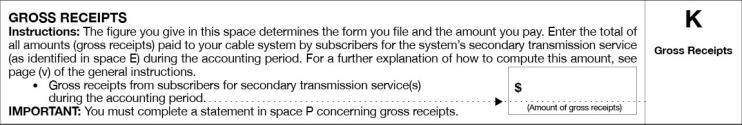 GROSS RECEIPTS
Instructions: The figure you give in this space determines the form you file and the amount you pay. Enter the total of
all amounts (gross receipts) paid to your cable system by subscribers for the system's secondary transmission service
(as identified in space E) during the accounting period. For a further explanation of how to compute this amount, see
page (v) of the general instructions.
• Gross receipts from subscribers for secondary transmission service(s)
during the accounting period.
$
(Amount of gross receipts)
IMPORTANT: You must complete a statement in space P concerning gross receipts.
K
Gross Receipts